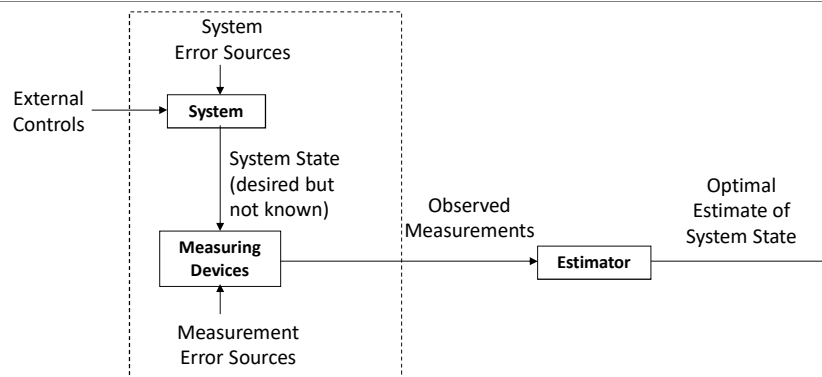 System
Error Sources
External
Controls
System
System State
(desired but
not known)
Measuring
Devices
Measurement
Error Sources
Observed
Measurements
Estimator
Optimal
Estimate of
System State